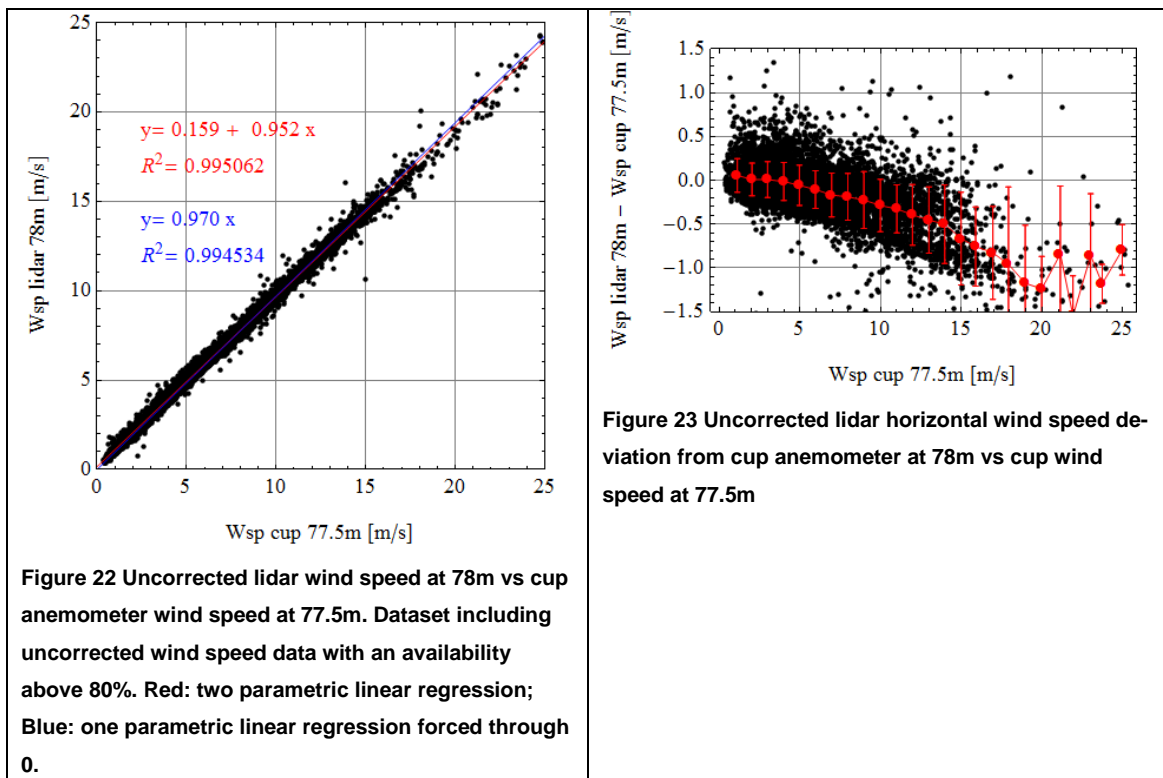 25
20
15
10
5
0
0
5
10
15
20
25
Wsp lidar 78m [m/s]
y= 0.159 + 0.952 x
R² = 0.995062
y= 0.970 x
R² = 0.994534
Wsp cup 77.5m [m/s]
Figure 22 Uncorrected lidar wind speed at 78m vs cup
anemometer wind speed at 77.5m. Dataset including
uncorrected wind speed data with an availability
above 80%. Red: two parametric linear regression;
Blue: one parametric linear regression forced through
0.
Wsp lidar 78m − Wsp cup 77.5m [m/s]
1.5
1.0
0.5
0.0
−0.5
−1.0
−1.5
0
5
10
15
20
25
Wsp cup 77.5m [m/s]
Figure 23 Uncorrected lidar horizontal wind speed de-
viation from cup anemometer at 78m vs cup wind
speed at 77.5m